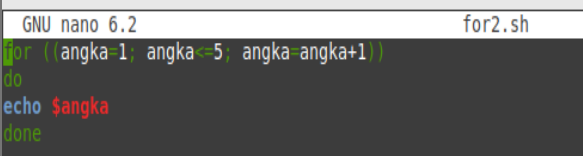 GNU nano 6.2 for2.sh
for ((angka=1; angka<=5; angka=angka+1))
do
echo $angka
done